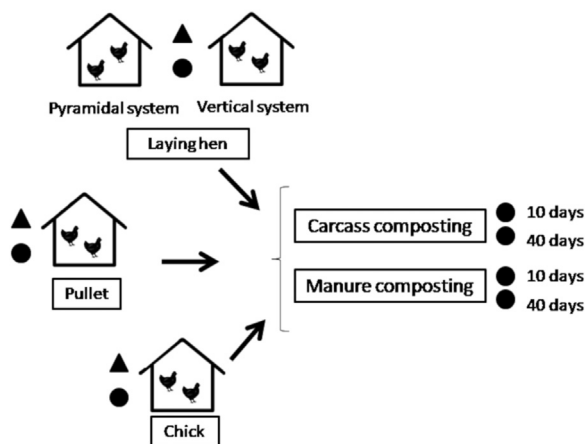 Pyramidal system
Vertical system
Laying hen
Pullet
Chick
Carcass composting
10 days
40 days
Manure composting
10 days
40 days